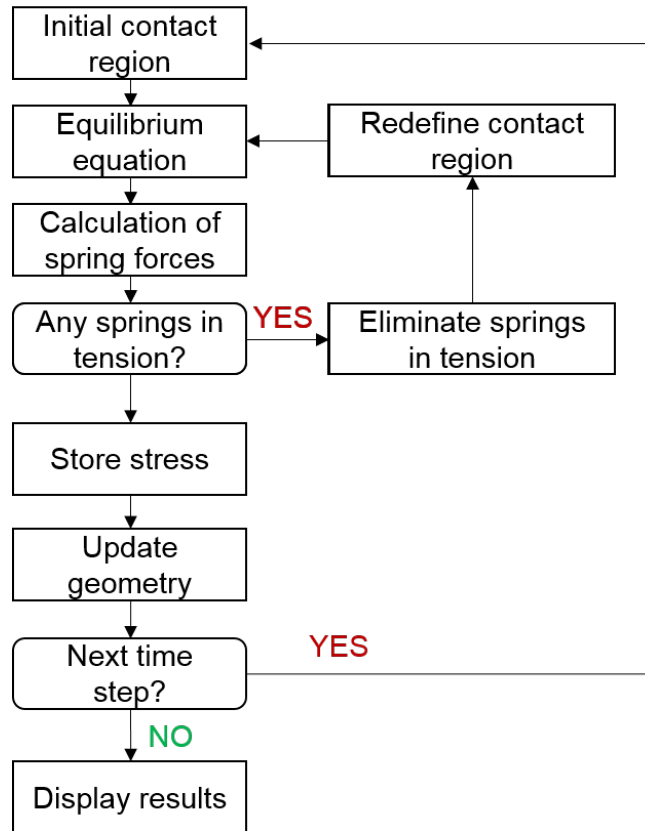 Initial contact
region
Equilibrium
equation
Redefine contact
region
Calculation of
spring forces
Any springs in
tension?
YES
Eliminate springs
in tension
Store stress
Update
geometry
Next time
step?
YES
NO
Display results